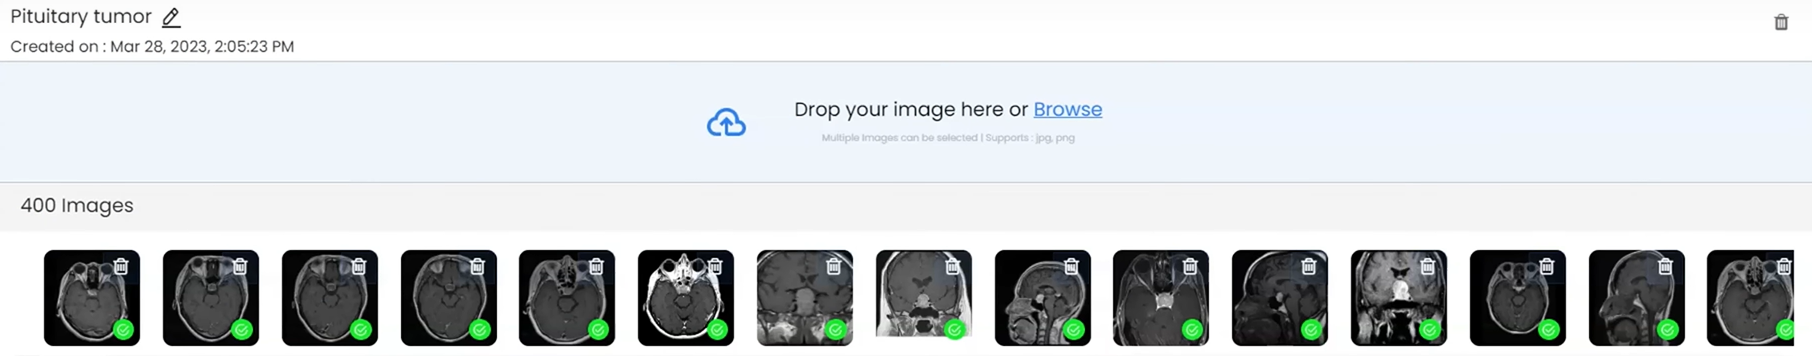 Pituitary tumor
Created on : Mar 28, 2023, 2:05:23 PM
Drop your image here or Browse
Multiple Images can be selected | Supports : jpg, png
400 Images